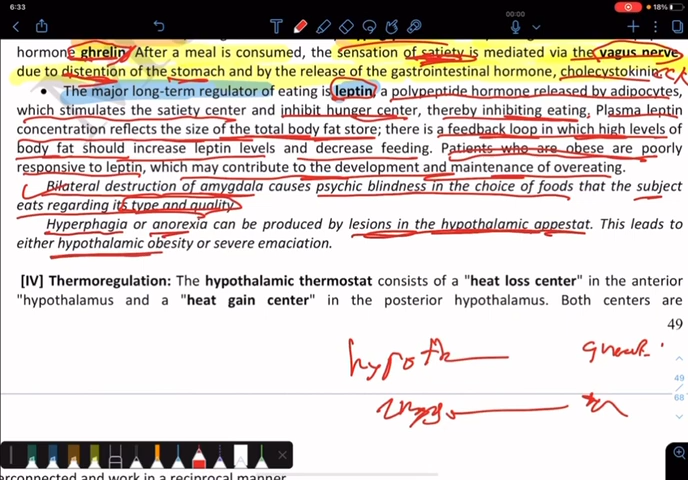 6:33
18%
00:00
hormone ghrelin After a meal is consumed, the sensation of satiety is mediated via the vagus nerve
due to distention of the stomach and by the release of the gastrointestinal hormone, cholecystokinin
• The major long-term regulator of eating is leptin, a polypeptide hormone released by adipocytes,
which stimulates the satiety center and inhibit hunger center, thereby inhibiting eating. Plasma leptin
concentration reflects the size of the total body fat store; there is a feedback loop in which high levels of
body fat should increase leptin levels and decrease feeding. Patients who are obese are poorly
responsive to leptin, which may contribute to the development and maintenance of overeating.
Bilateral destruction of amygdala causes psychic blindness in the choice of foods that the subject
eats regarding its type and quality
Hyperphagia or anorexia can be produced by lesions in the hypothalamic appestat. This leads to
either hypothalamic obesity or severe emaciation.
[IV) Thermoregulation: The hypothalamic thermostat consists of a "heat loss center" in the anterior
"hypothalamus and a "heat gain center" in the posterior hypothalamus. Both centers are
49
hypoth
49
68
erconnected and work in a reciprocal manner